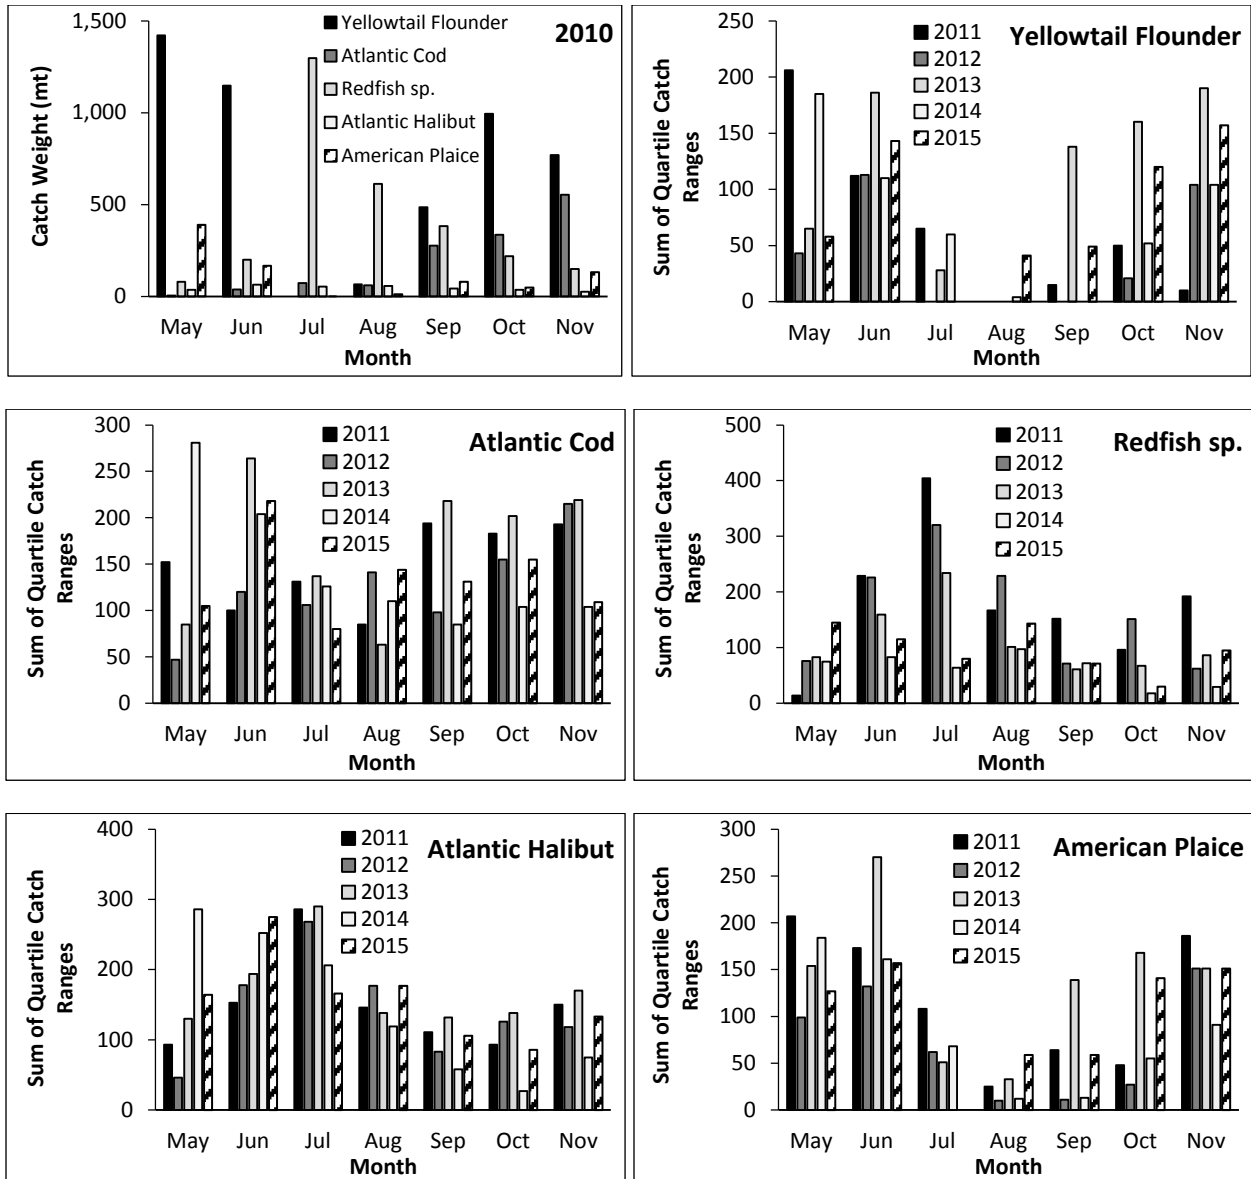 2010
Yellowtail Flounder
Atlantic Cod
Redfish sp.
Atlantic Halibut
American Plaice
Catch Weight (mt)
1,500
1,000
500
0
May Jun Jul Aug Sep Oct Nov
Month
Yellowtail Flounder
2011
2012
2013
2014
2015
Sum of Quartile Catch
Ranges
250
200
150
100
50
0
May Jun Jul Aug Sep Oct Nov
Month
Atlantic Cod
2011
2012
2013
2014
2015
Sum of Quartile Catch
Ranges
300
250
200
150
100
50
0
May Jun Jul Aug Sep Oct Nov
Month
Redfish sp.
2011
2012
2013
2014
2015
Sum of Quartile Catch
Ranges
500
400
300
200
100
0
May Jun Jul Aug Sep Oct Nov
Month
Atlantic Halibut
2011
2012
2013
2014
2015
Sum of Quartile Catch
Ranges
400
300
200
100
0
May Jun Jul Aug Sep Oct Nov
Month
American Plaice
2011
2012
2013
2014
2015
Sum of Quartile Catch
Ranges
300
250
200
150
100
50
0
May Jun Jul Aug Sep Oct Nov
Month